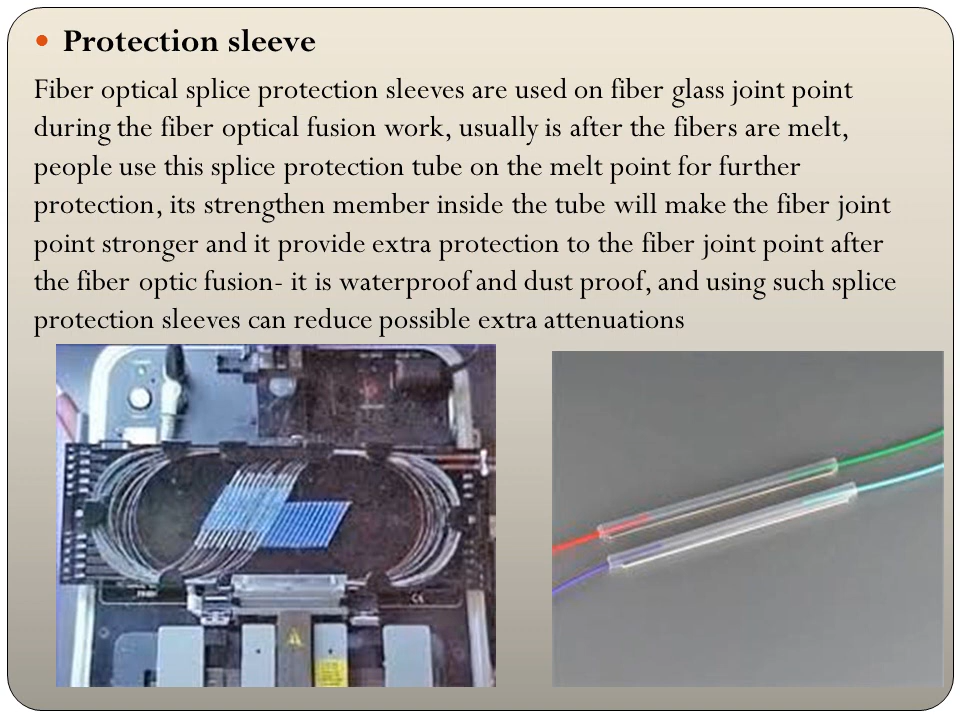 Protection sleeve
Fiber optical splice protection sleeves are used on fiber glass joint point
during the fiber optical fusion work, usually is after the fibers are melt,
people use this splice protection tube on the melt point for further
protection, its strengthen member inside the tube will make the fiber joint
point stronger and it provide extra protection to the fiber joint point after
the fiber optic fusion- it is waterproof and dust proof, and using such splice
protection sleeves can reduce possible extra attenuations